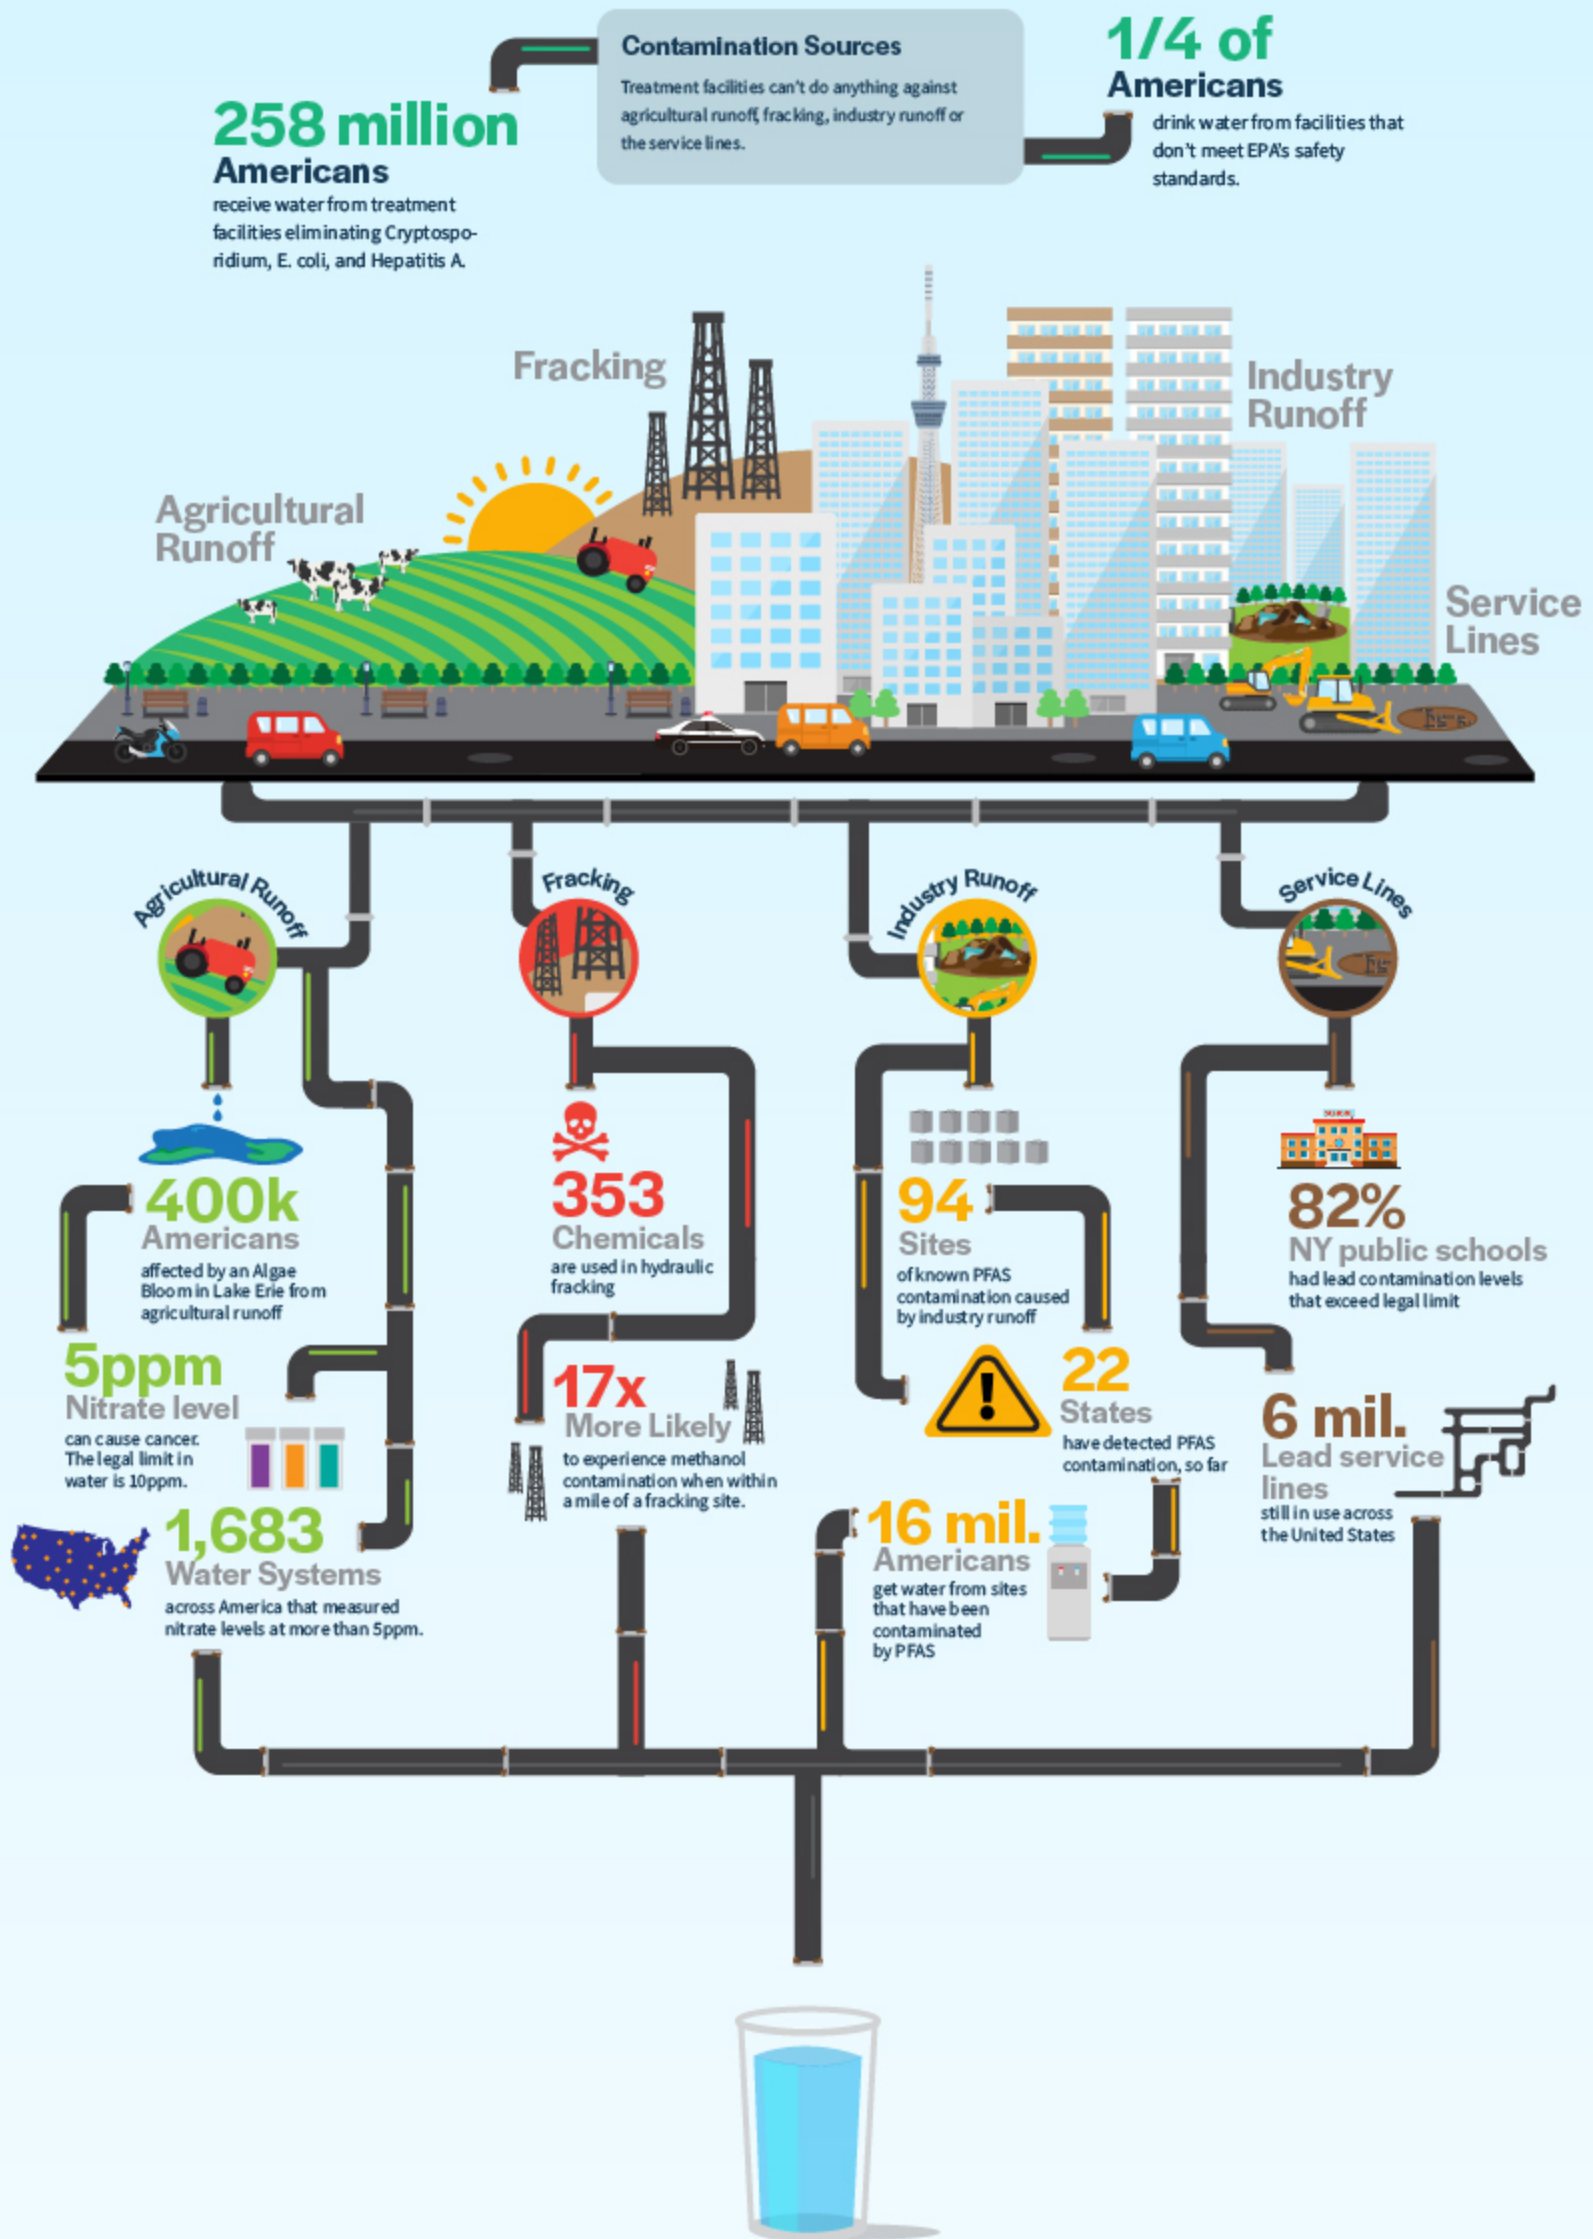 Contamination Sources
Treatment facilities can't do anything against
agricultural runoff, fracking, industry runoff or
the service lines.
258 million
Americans
receive water from treatment
facilities eliminating Cryptospo-
ridium, E. coli, and Hepatitis A.
1/4 of
Americans
drink water from facilities that
don't meet EPA's safety
standards.
Fracking
Industry
Runoff
Agricultural
Runoff
Service
Lines
Agricultural Runoff
Fracking
Industry Runoff
Service Lines
400k
Americans
affected by an Algae
Bloom in Lake Erie from
agricultural runoff
5ppm
Nitrate level
can cause cancer.
The legal limit in
water is 10ppm.
1,683
Water Systems
across America that measured
nitrate levels at more than 5ppm.
353
Chemicals
are used in hydraulic
fracking
17x
More Likely
to experience methanol
contamination when within
a mile of a fracking site.
94
Sites
of known PFAS
contamination caused
by industry runoff
22
States
have detected PFAS
contamination, so far
16 mil.
Americans
get water from sites
that have been
contaminated
by PFAS
82%
NY public schools
had lead contamination levels
that exceed legal limit
6 mil.
Lead service
lines
still in use across
the United States